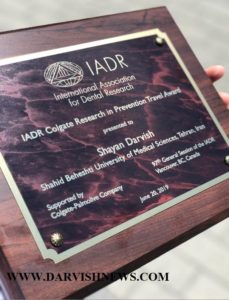 IADR
International Association
for Dental Research
IADR Colgate Research in Prevention Travel Award
presented to
Shayan Darvish
Shahid Beheshti University of Medical Sciences, Tehran, Iran
Supported by
Colgate-Palmolive Company
97th General Session of the IADR
Vancouver, BC, Canada
June 20, 2019
WWW.DARVISHNEWS.COM